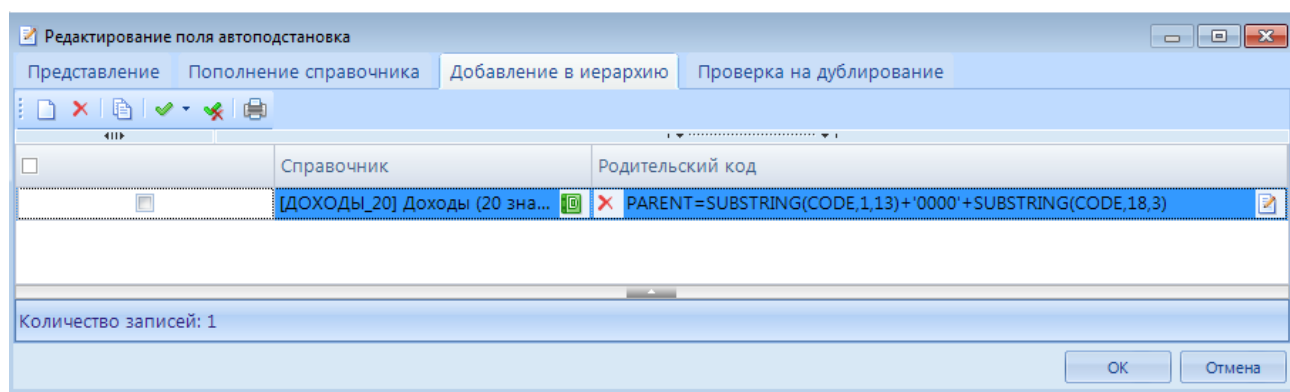 Редактирование поля автоподстановка
Представление Пополнение справочника Добавление в иерархию Проверка на дублирование
Справочник Родительский код
[ДОХОДЫ_20] Доходы (20 зна... PARENT=SUBSTRING(CODE,1,13)+'0000'+SUBSTRING(CODE,18,3)
Количество записей: 1
ОК Отмена